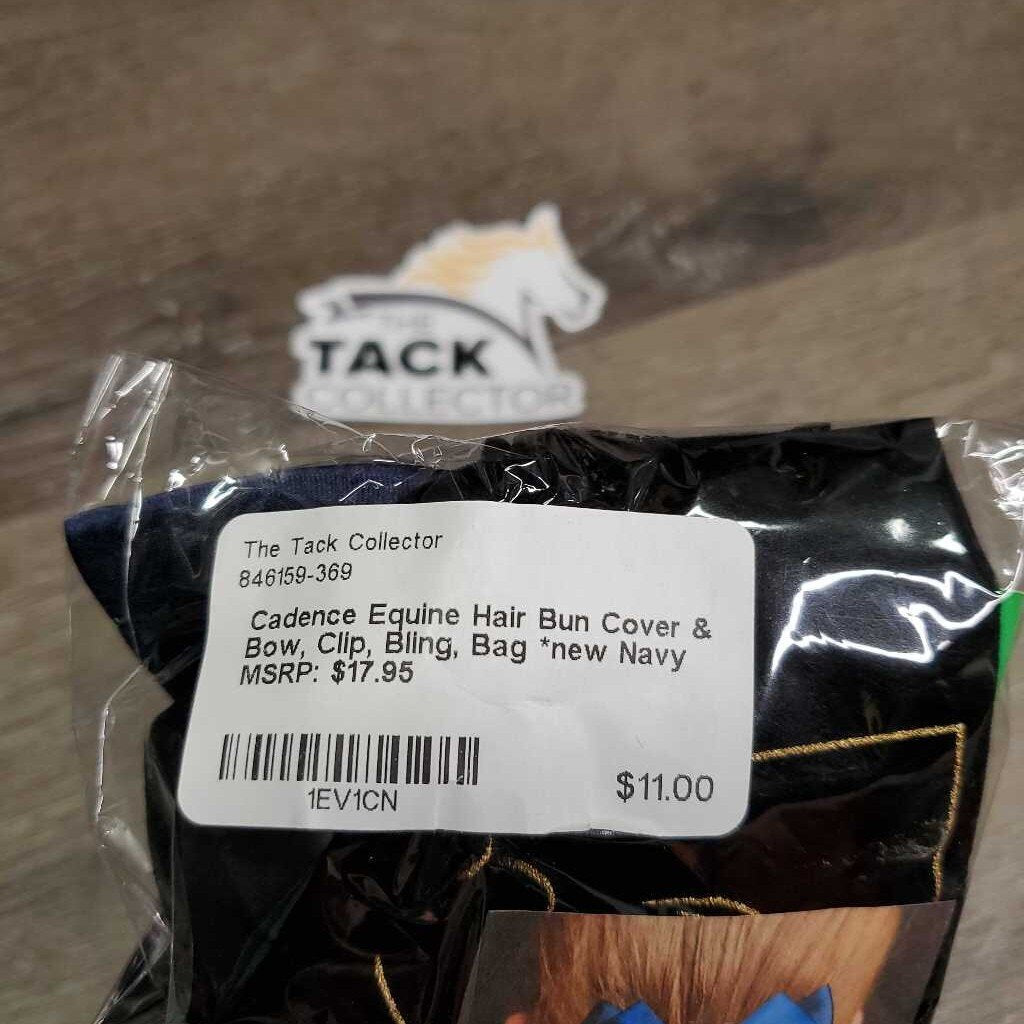 THE
TACK
COLLECTOR
The Tack Collector
846159-369
Cadence Equine Hair Bun Cover &
Bow, Clip, Bling, Bag *new Navy
MSRP: $17.95
1EV1CN
$11.00